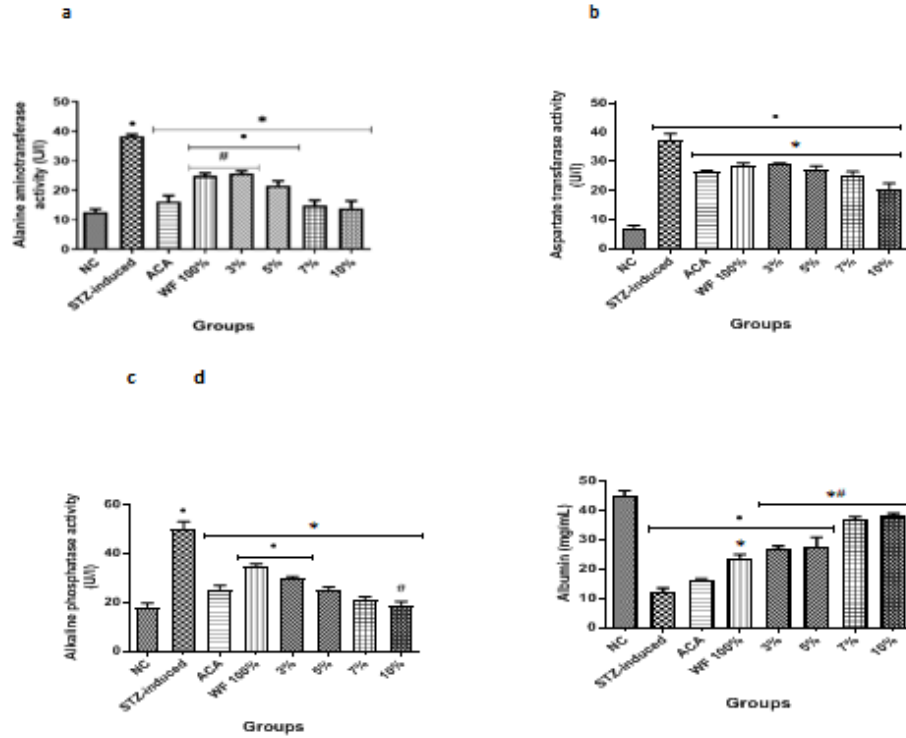 a
b
Alanine aminotransferase
activity (U/l)
50
40
30
20
10
0
*
*
*
#
NC
STZ-induced
ACA
WF 100%
3%
5%
7%
10%
Groups
Aspartate transfarase activity
(U/l)
50
40
30
20
10
0
*
*
NC
STZ-induced
ACA
WF 100%
3%
5%
7%
10%
Groups
c d
Alkaline phosphatase activity
(U/l)
60
40
20
0
*
*
*
#
NC
STZ-induced
ACA
WF 100%
3%
5%
7%
10%
Groups
Albumin (mg/mL)
50
40
30
20
10
0
*#
*
*
NC
STZ-induced
ACA
WF 100%
3%
5%
7%
10%
Groups